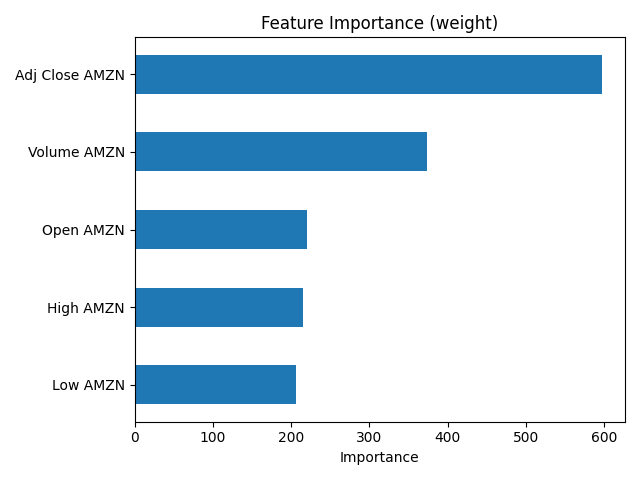 Feature Importance (weight)
Adj Close AMZN
Volume AMZN
Open AMZN
High AMZN
Low AMZN
0 100 200 300 400 500 600
Importance